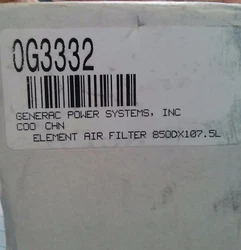 0G3332
GENERAC POWER SYSTEMS, INC
COO CHN
ELEMENT AIR FILTER 85ODX107.5L